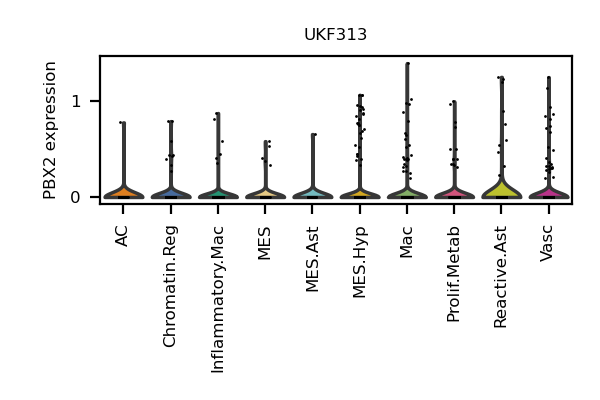 UKF313
PBX2 expression
1
0
AC
Chromatin.Reg
Inflammatory.Mac
MES
MES.Ast
MES.Hyp
Mac
Prolif.Metab
Reactive.Ast
Vasc